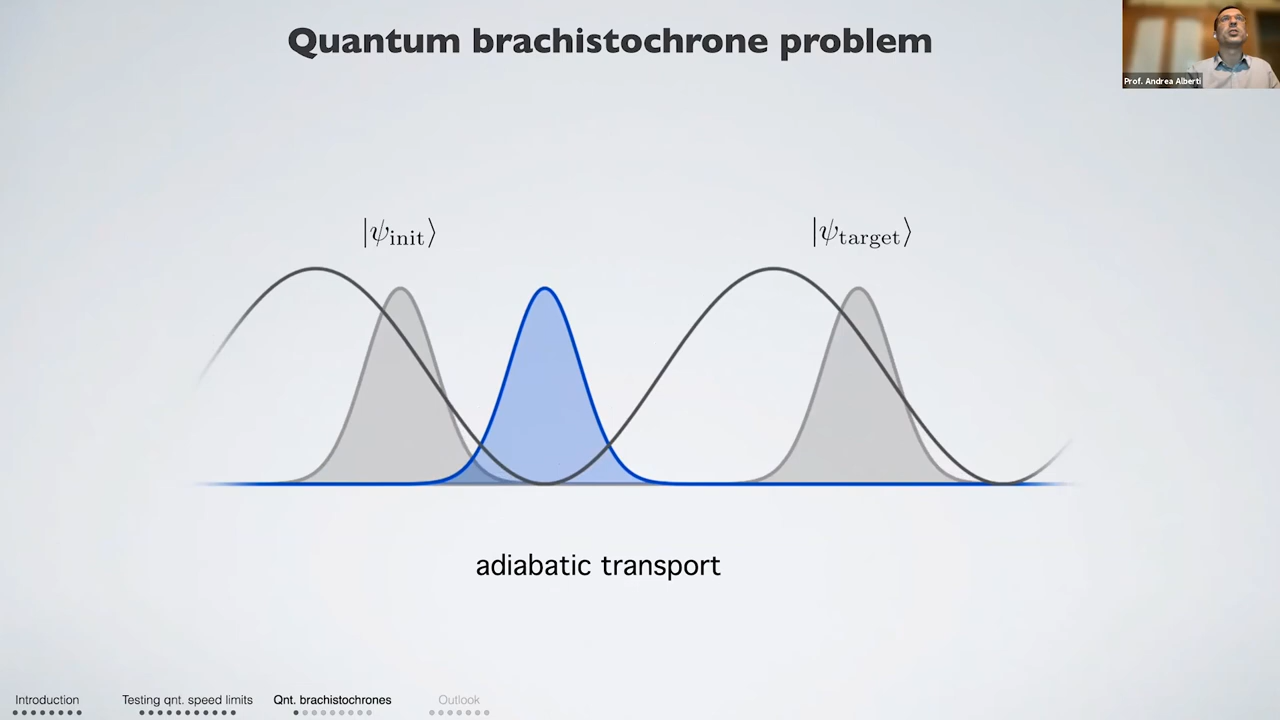 Quantum brachistochrone problem
Prof. Andrea Alberti
|ψinit⟩
|ψtarget⟩
adiabatic transport
Introduction
Testing qnt. speed limits
Qnt. brachistochrones
Outlook